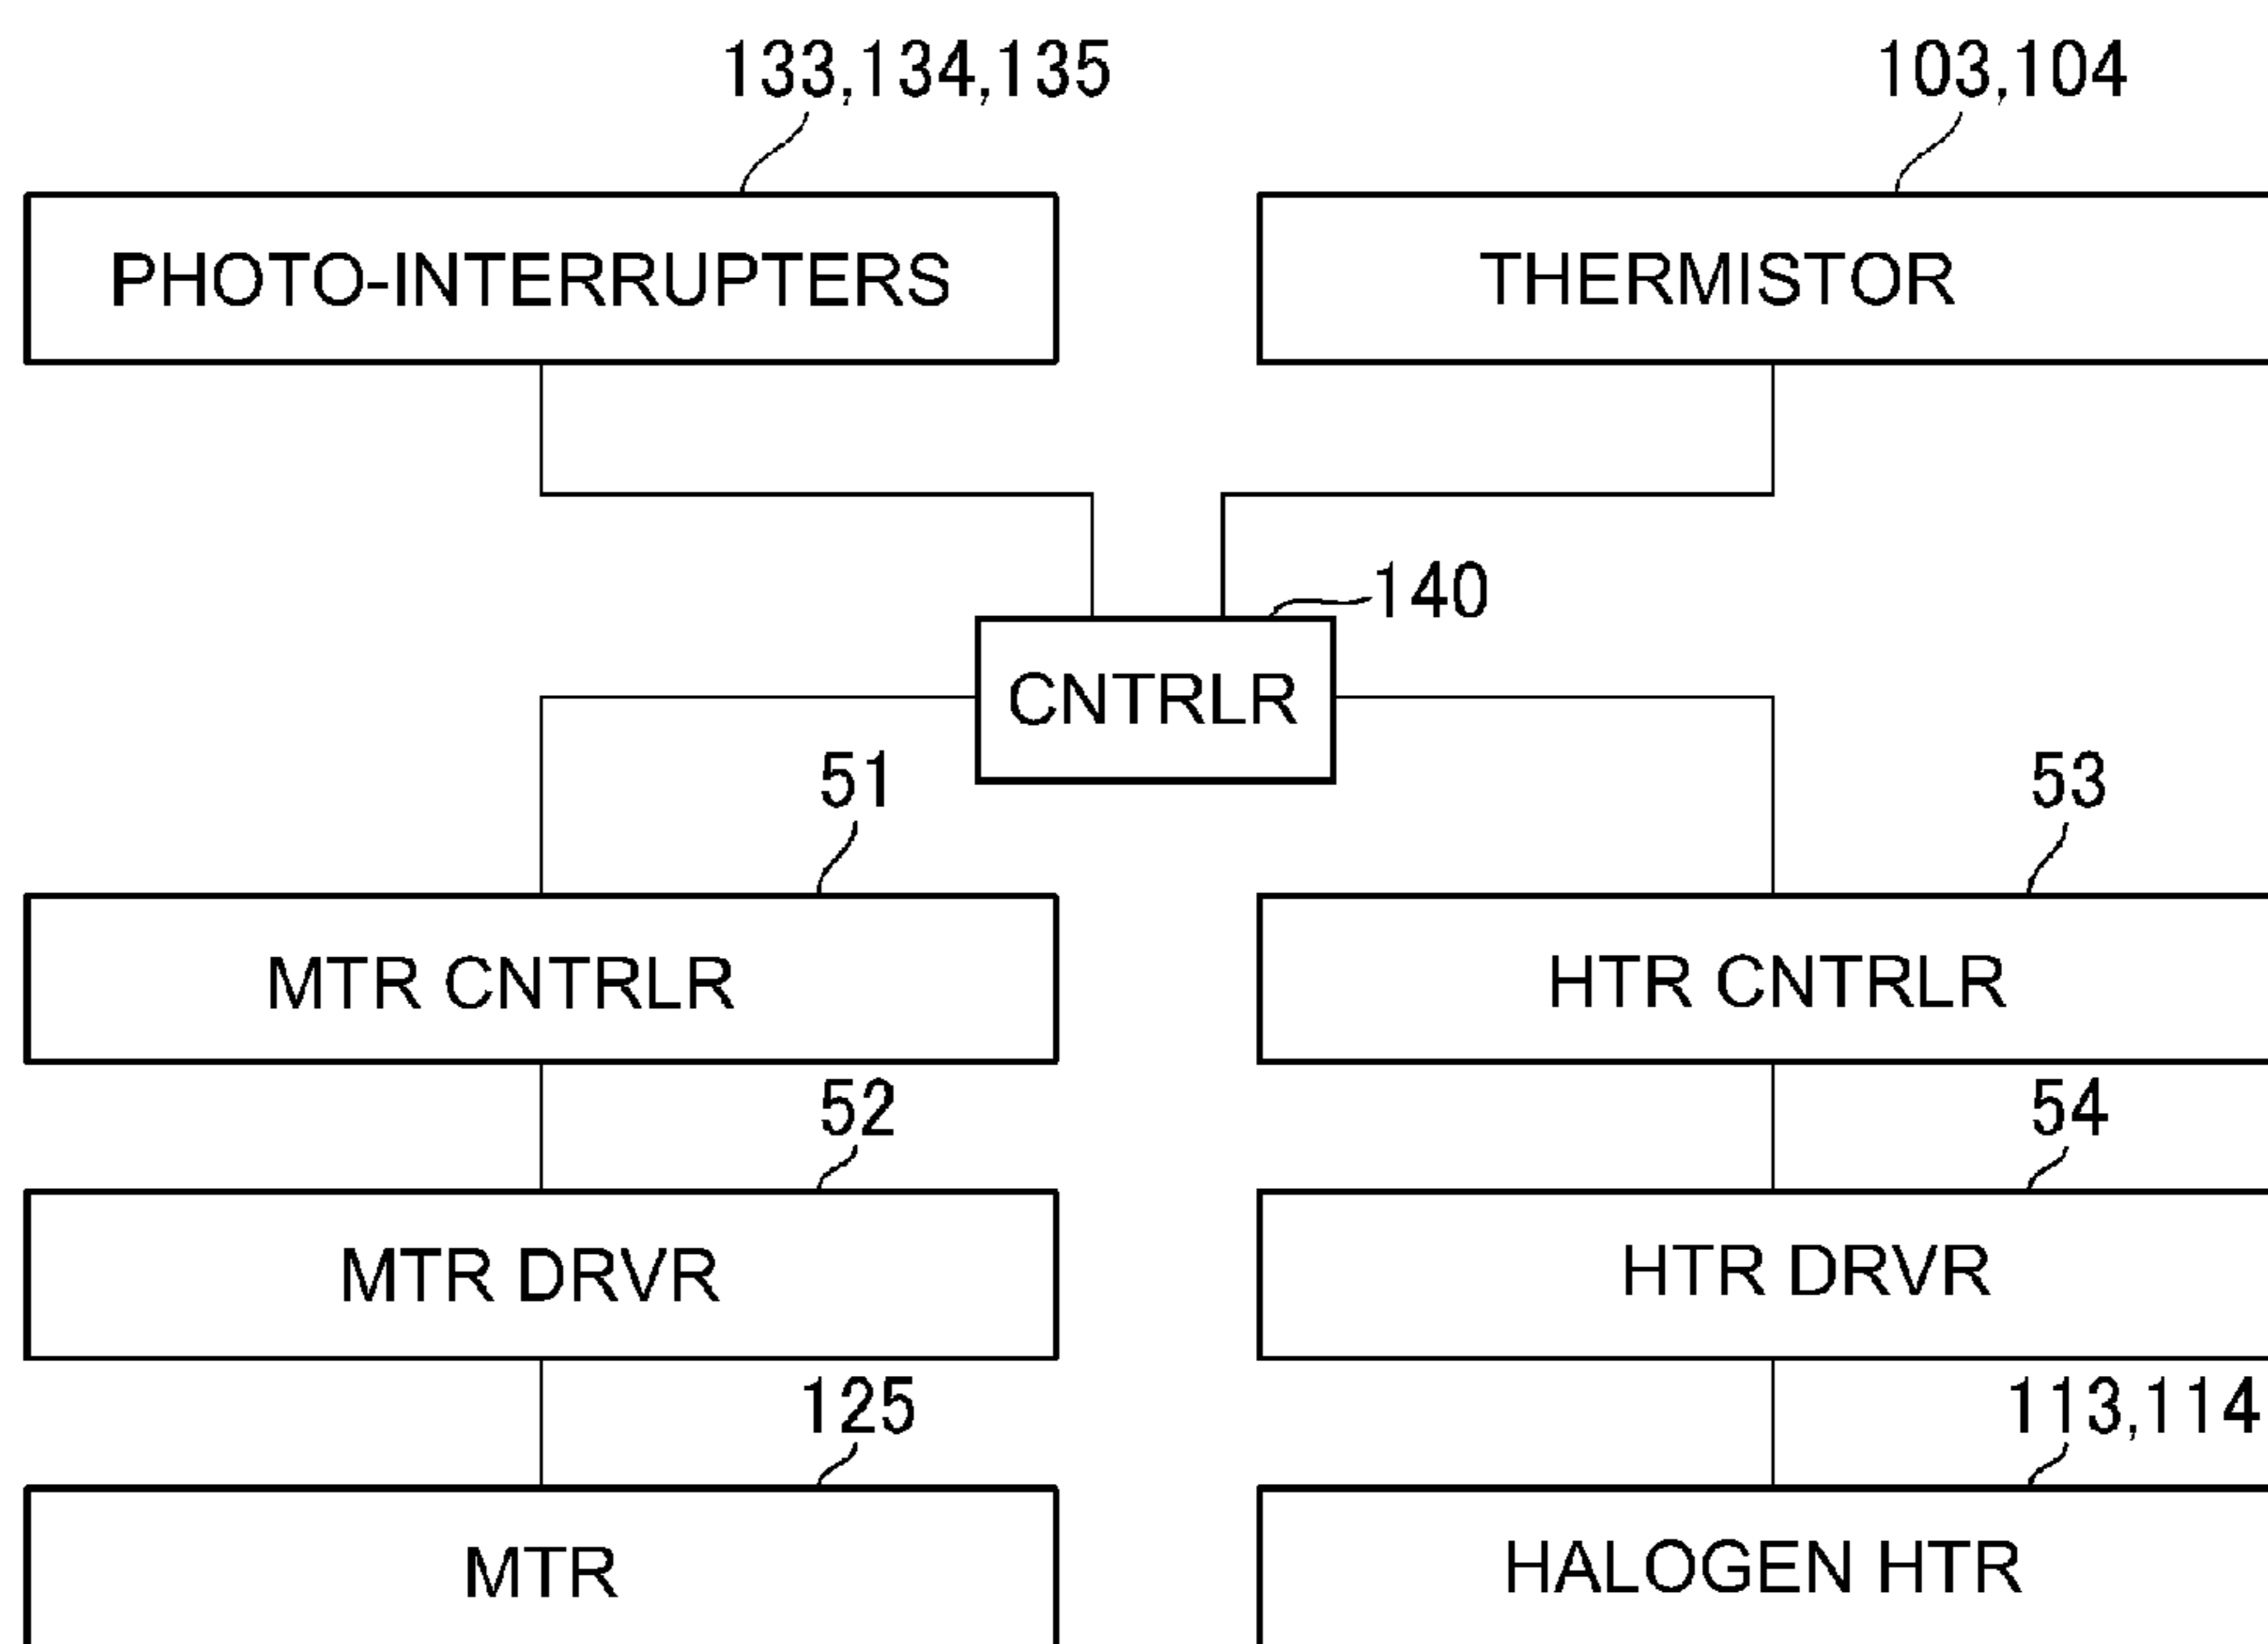 133,134,135
103,104
PHOTO-INTERRUPTERS
THERMISTOR
140
CNTRLR
51
53
MTR CNTRLR
HTR CNTRLR
52
54
MTR DRVR
HTR DRVR
125
113,114
MTR
HALOGEN HTR